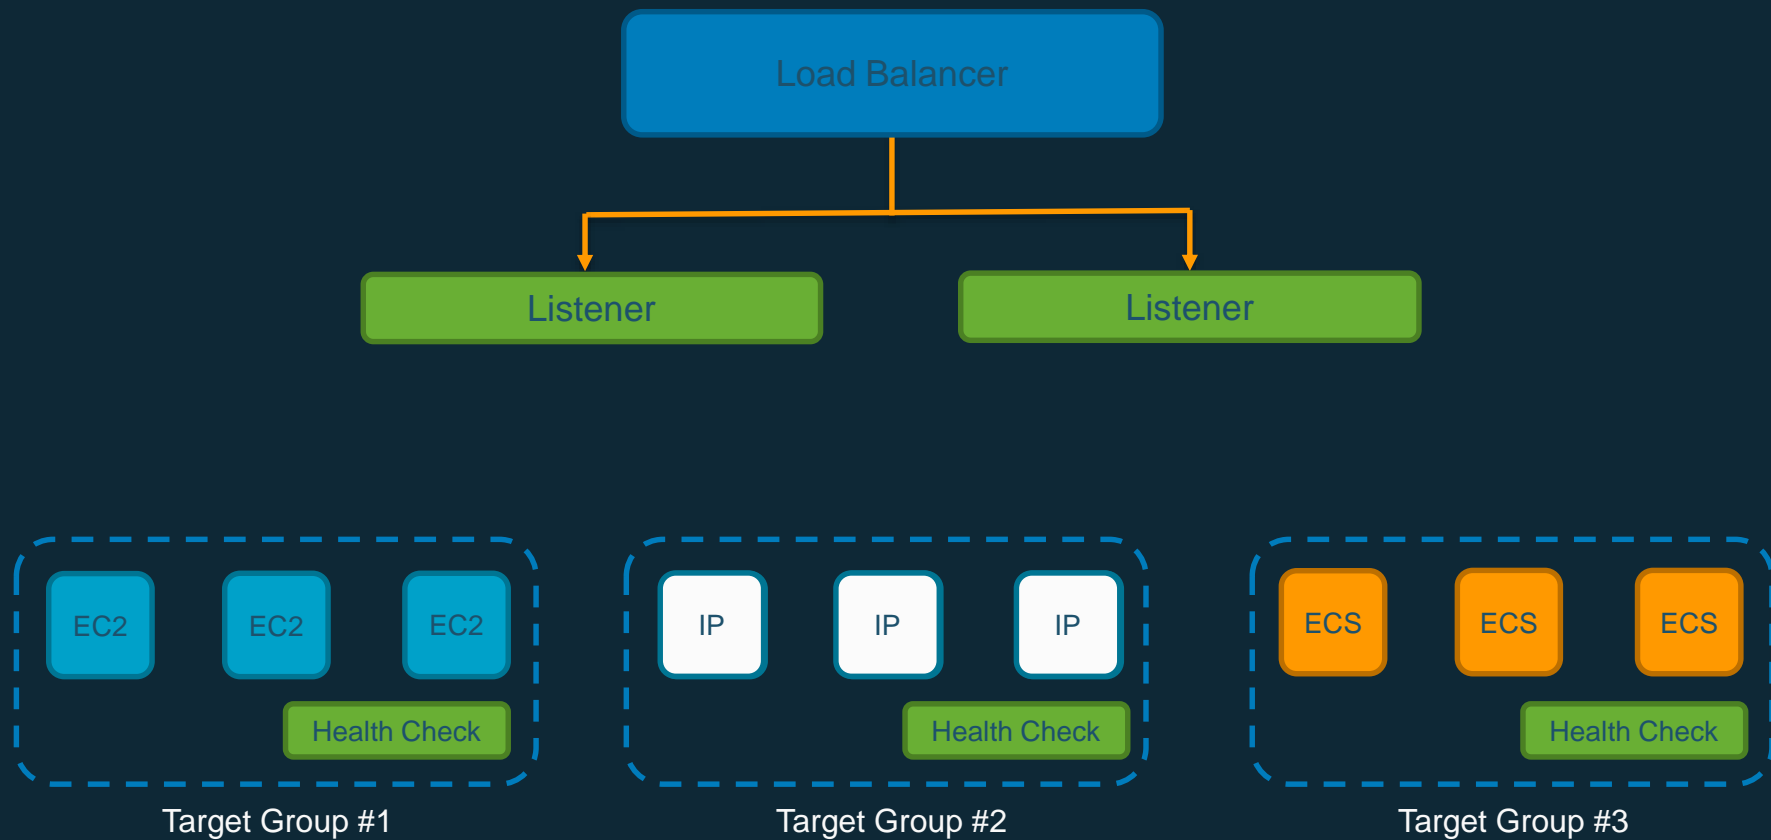 Load Balancer
Listener
Listener
EC2
EC2
EC2
Health Check
Target Group #1
IP
IP
IP
Health Check
Target Group #2
ECS
ECS
ECS
Health Check
Target Group #3